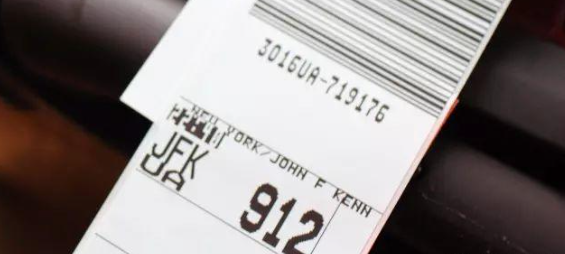 3016UA-719176
NEW YORK/JOHN F KENN
JFK
UA 912